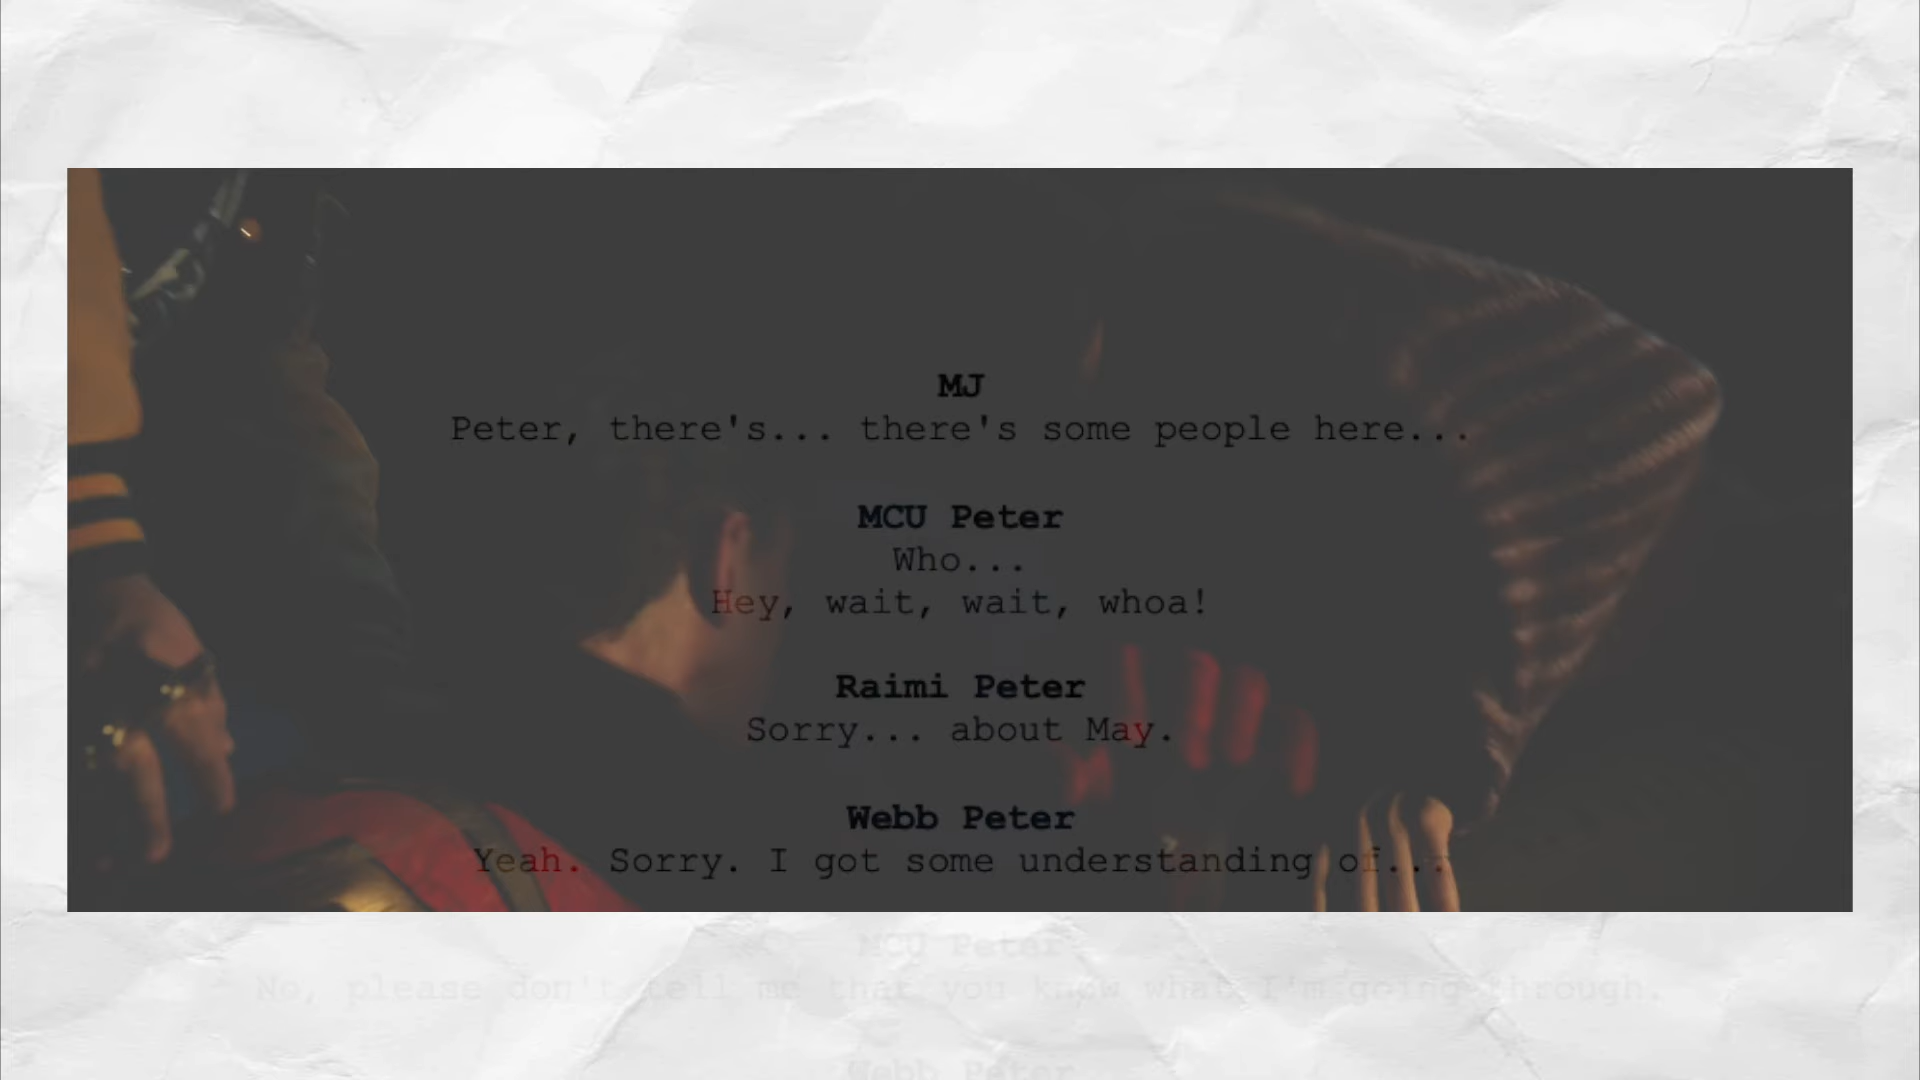 MJ
Peter, there's... there's some people here...
MCU Peter
Who...
Hey, wait, wait, whoa!
Raimi Peter
Sorry... about May.
Webb Peter
Yeah. Sorry. I got some understanding of...
MCU Peter
No, please don't tell me that you know what I'm going through.
Webb Peter